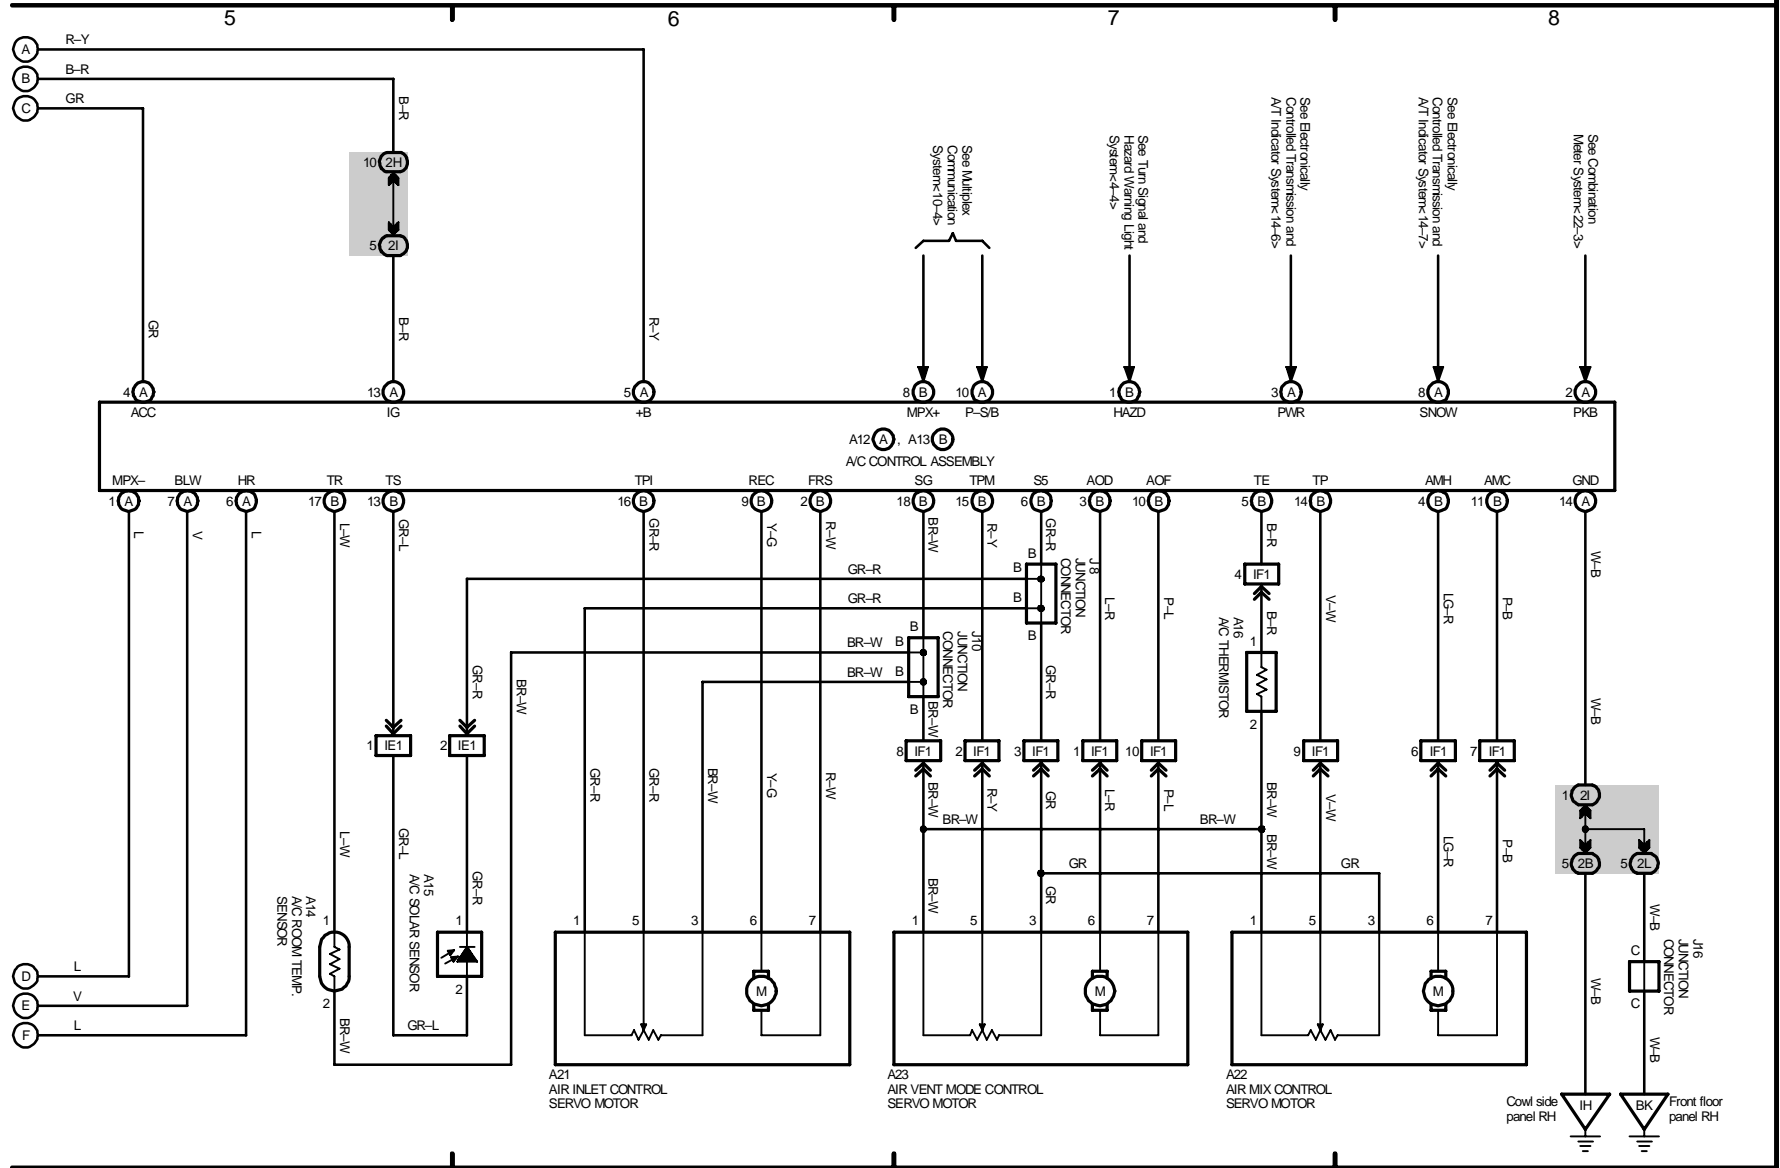 5 6 7 8
A R–Y
B B–R
C GR
B–R
10 2H
5 2I
GR
B–R
R–Y
See Multiplex
Communication
System<10–4>
See Turn Signal and
Hazard Warning Light
System<4–4>
See Electronically
Controlled Transmission and
A/T Indicator System<14–6>
See Electronically
Controlled Transmission and
A/T Indicator System<14–7>
See Combination
Meter System<22–3>
4 A 13 A 5 A 8 B 10 A 1 B 3 A 8 A 2 A
ACC IG +B MPX+ P–S/B HAZD PWR SNOW PKB
A12 A , A13 B
A/C CONTROL ASSEMBLY
MPX– BLW HR TR TS TPI REC FRS SG TPM S5 AOD AOF TE TP AMH AMC GND
1 A 7 A 6 A 17 B 13 B 16 B 9 B 2 B 18 B 15 B 6 B 3 B 10 B 5 B 14 B 4 B 11 B 14 A
L V L L–W GR–L GR–R Y–G R–W BR–W R–Y GR–R B–R W–B
GR–R B B
GR–R B
B
J 8
JUNCTION
CONNECTOR
L–R P–L
4 IF1
B–R
V–W LG–R P–B
B
BR–W B
BR–W B
B
J10
JUNCTION
CONNECTOR
A16
A/C THERMISTOR
1
2
GR–R BR–W BR–W GR–R W–B
1 IE1 2 IE1 8 IF1 2 IF1 3 IF1 1 IF1 10 IF1 9 IF1 6 IF1 7 IF1
GR–R GR–R BR–W Y–G R–W BR–W R–Y GR L–R P–L BR–W V–W
BR–W BR–W
1 2I
5 2B 5 2L
L–W GR–L GR–R BR–W LG–R P–B
GR GR
BR–W GR
A14
A/C ROOM TEMP.
SENSOR
1
2
A15
A/C SOLAR SENSOR
1
2
1 5 3 6 7 1 5 3 6 7 1 5 3 6 7
M M M
W–B
C
C
J16
JUNCTION
CONNECTOR
D L
E V
F L
BR–W
GR–L
W–B
W–B
A21
AIR INLET CONTROL
SERVO MOTOR
A23
AIR VENT MODE CONTROL
SERVO MOTOR
A22
AIR MIX CONTROL
SERVO MOTOR
Cowl side
panel RH
IH
BK
Front floor
panel RH